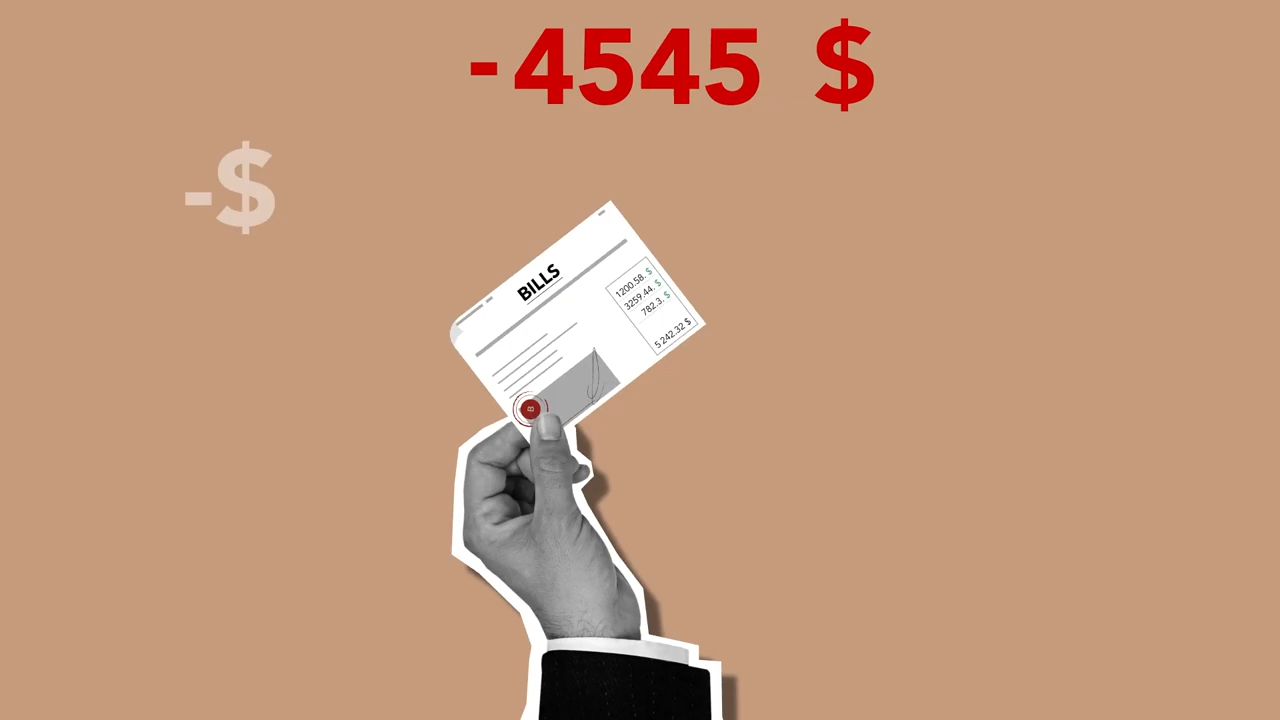 -4545 $
-$
BILLS
1200.58. $
3259.44. $
782.3. $
5 242.32 $
B